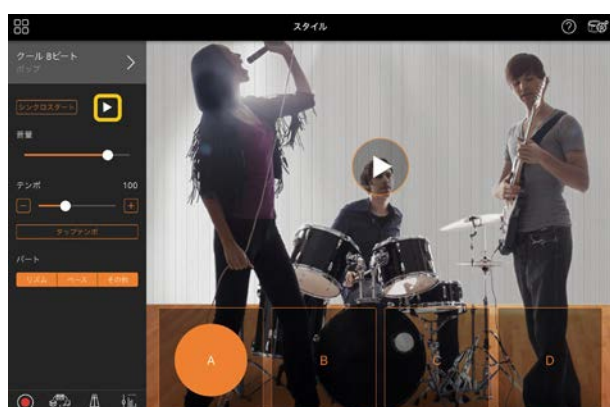 スタイル
クール 8ビート
ポップ
シンクロスタート
音量
テンポ 100
タップテンポ
パート
リズム ベース その他
A B C D